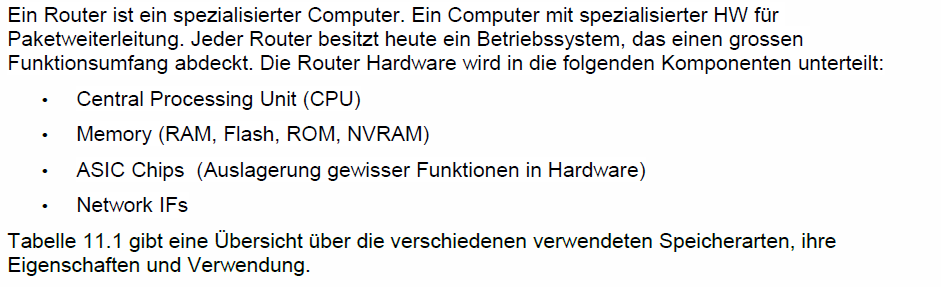 Ein Router ist ein spezialisierter Computer. Ein Computer mit spezialisierter HW für
Paketweiterleitung. Jeder Router besitzt heute ein Betriebssystem, das einen grossen
Funktionsumfang abdeckt. Die Router Hardware wird in die folgenden Komponenten unterteilt:
• Central Processing Unit (CPU)
• Memory (RAM, Flash, ROM, NVRAM)
• ASIC Chips (Auslagerung gewisser Funktionen in Hardware)
• Network IFs
Tabelle 11.1 gibt eine Übersicht über die verschiedenen verwendeten Speicherarten, ihre
Eigenschaften und Verwendung.